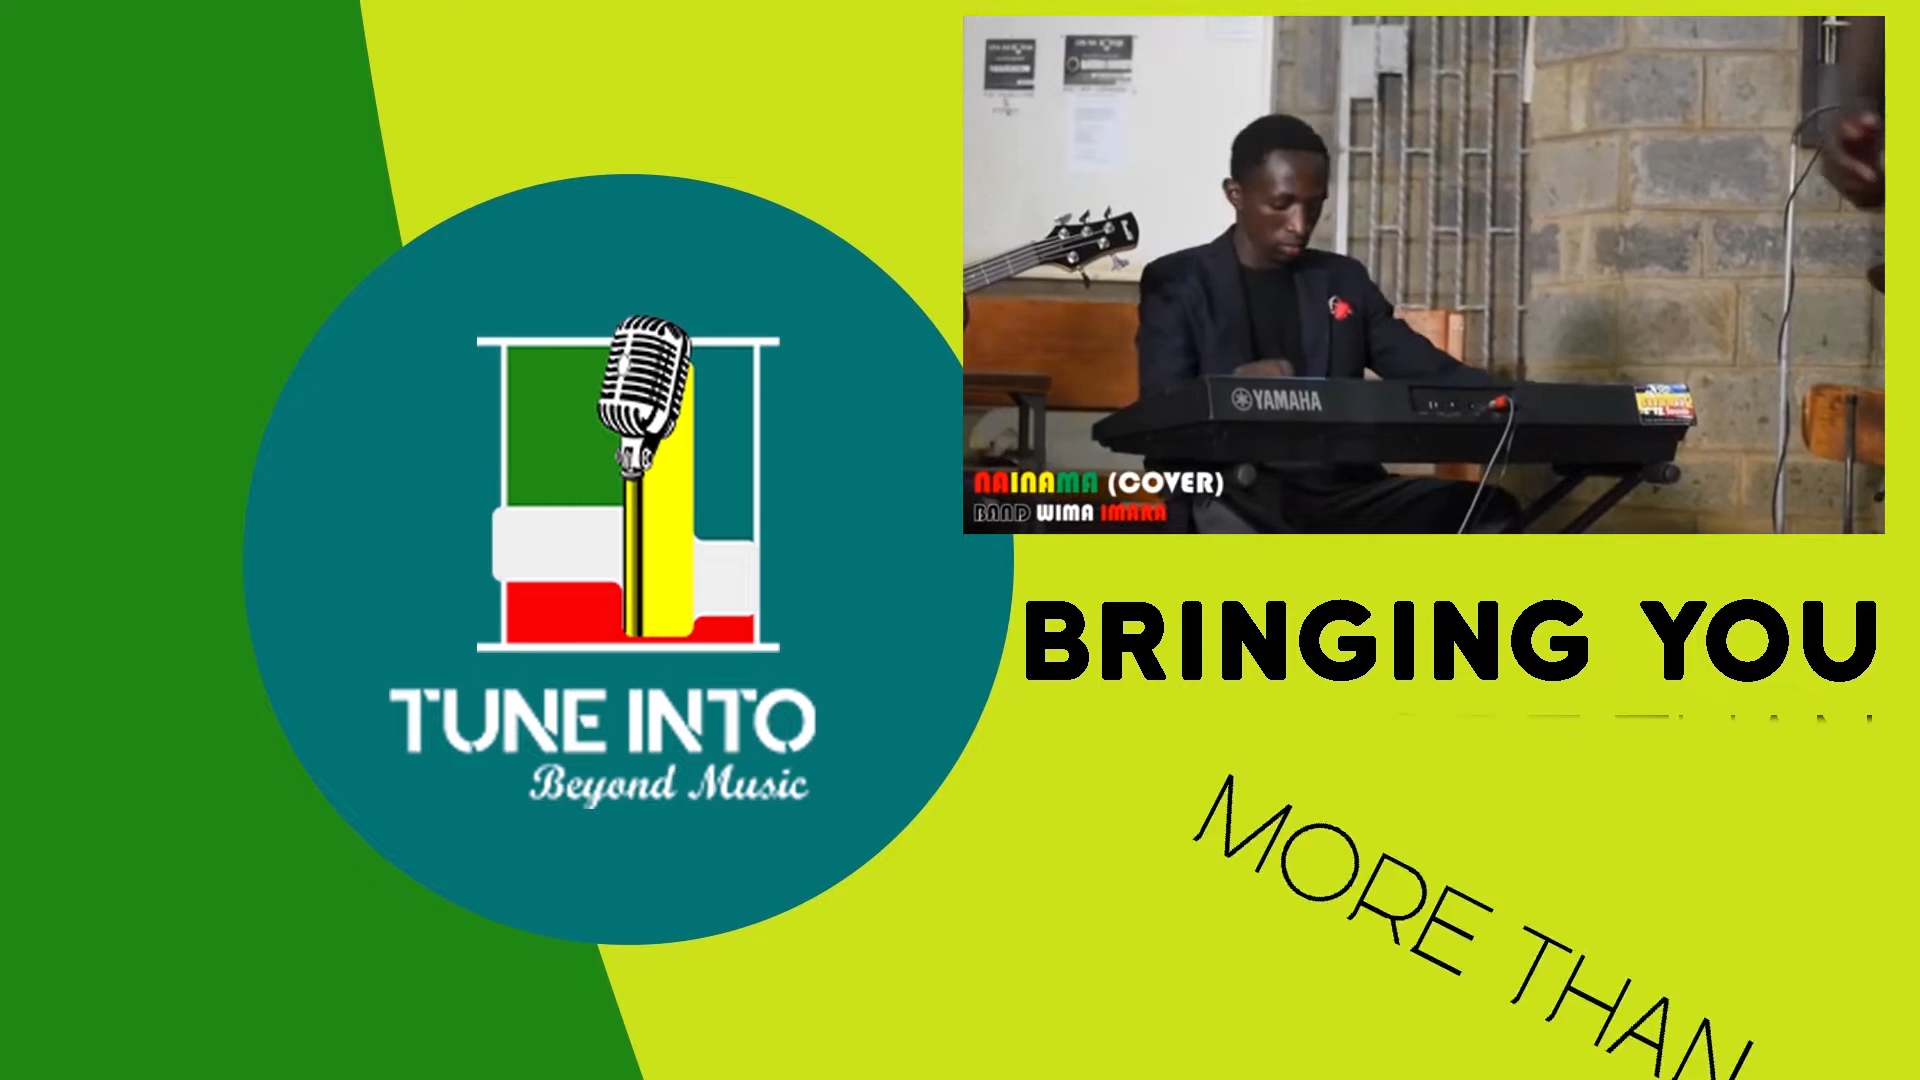 YAMAHA
NAINAMA (COVER)
BAND WIMA IMARA
BRINGING YOU
MORE THAN
TUNE INTO
Beyond Music